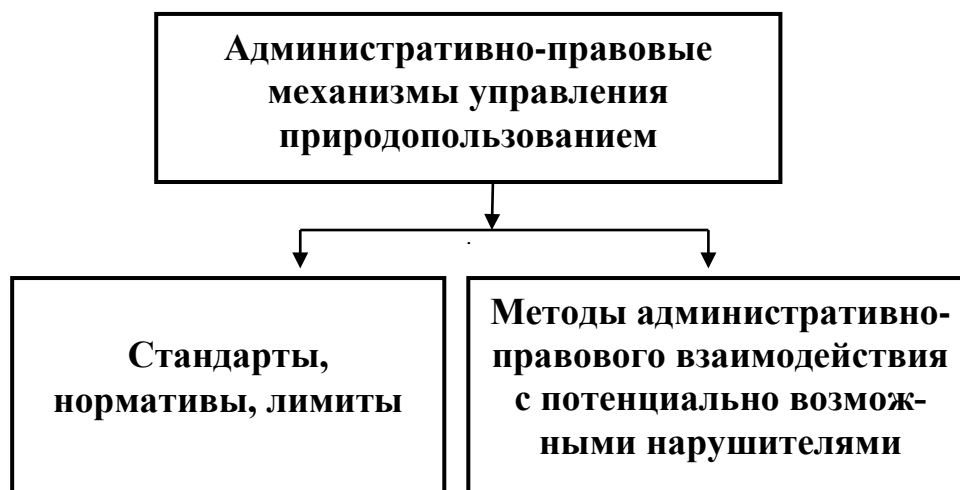 Административно-правовые
механизмы управления
природопользованием
Стандарты,
нормативы, лимиты
Методы административно-
правового взаимодействия
с потенциально возмож-
ными нарушителями